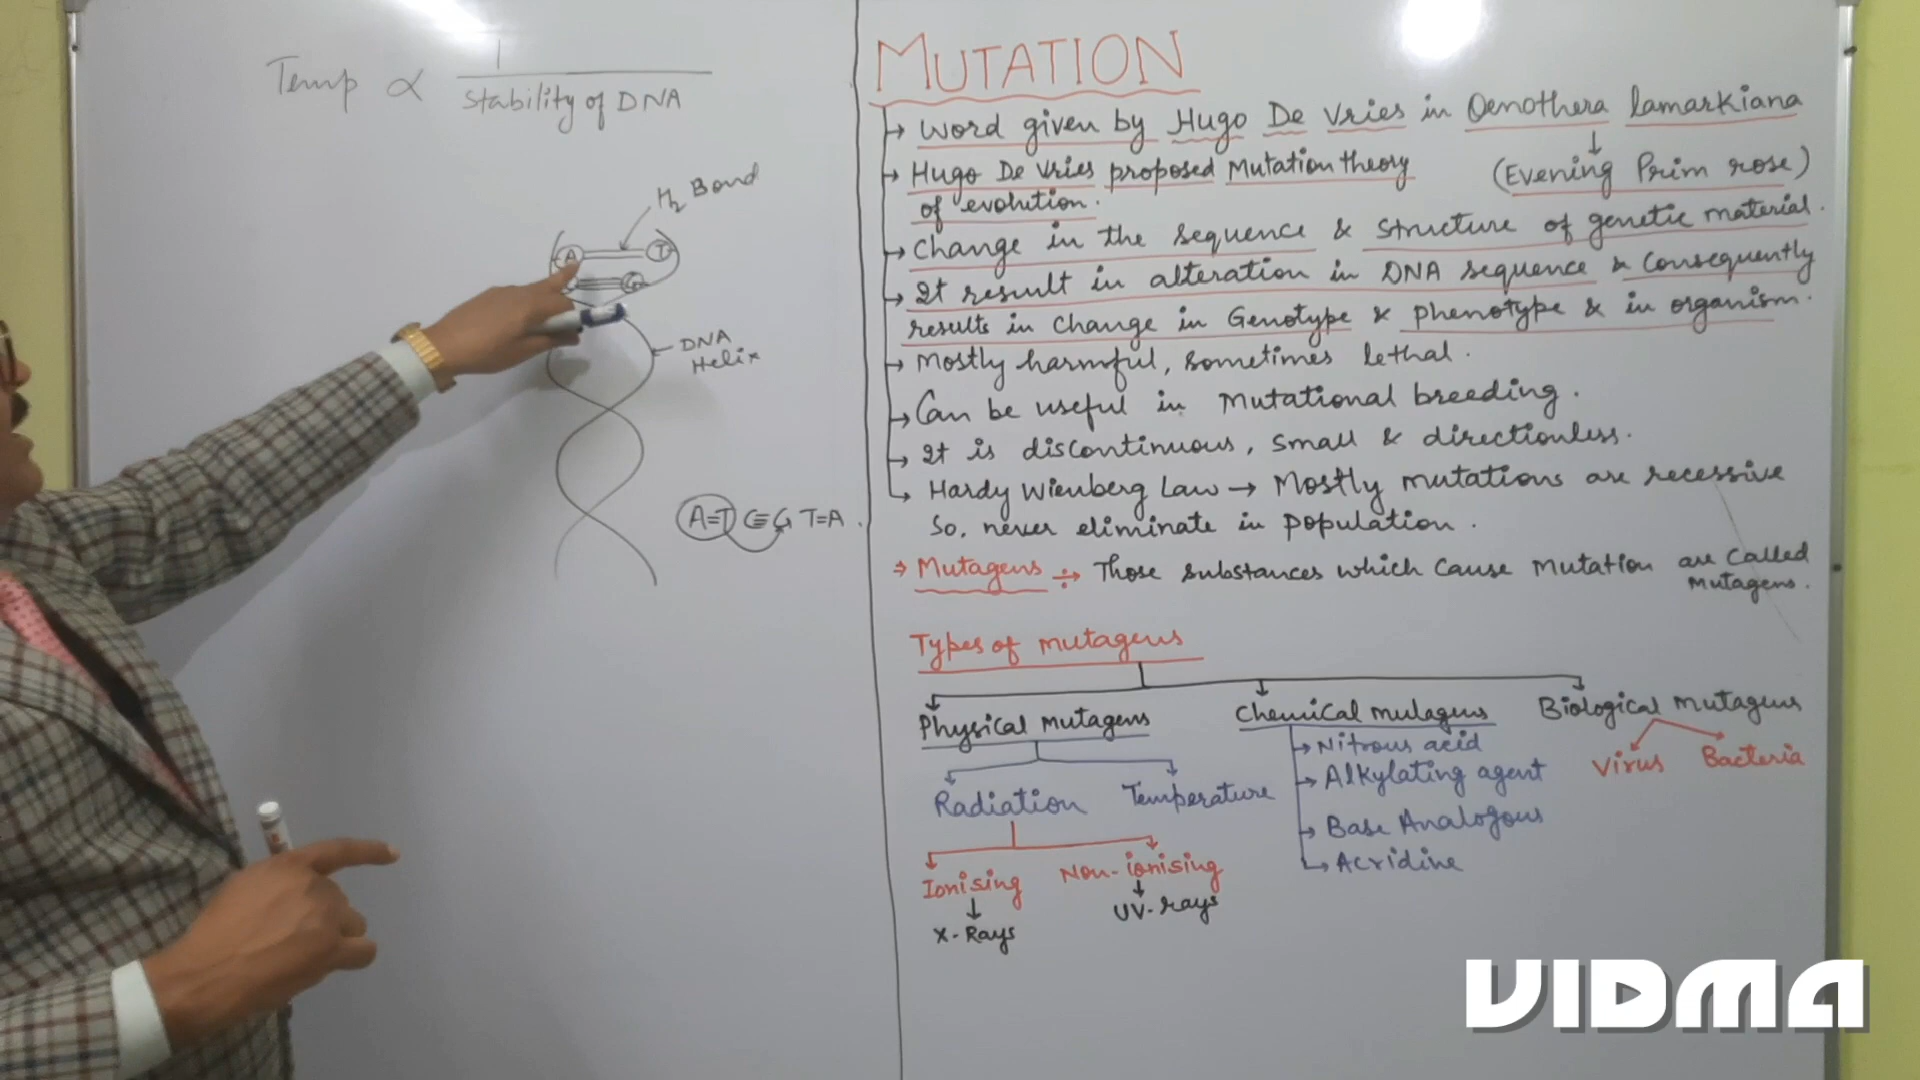 Temp ∝ 1
stability of DNA
H2 Bond
A T
G
DNA
Helix
A=T C≡G T=A
MUTATION
→ word given by Hugo De Vries in Oenothera lamarkiana
→ Hugo De Vries proposed Mutation theory (Evening Prim rose)
of evolution.
→ Change in the sequence & structure of genetic material.
→ It result in alteration in DNA sequence & consequently
results in change in Genotype & phenotype & in organism.
→ Mostly harmful, sometimes lethal.
→ Can be useful in Mutational breeding.
→ It is discontinuous, small & directionless.
→ Hardy Wienberg Law → Mostly mutations are recessive
So, never eliminate in population.
⇒ Mutagens ÷→ Those substances which cause mutation are called
mutagens.
Types of mutagens
Physical mutagens Chemical mutagens Biological mutagens
→ Nitrous acid
Virus Bacteria
→ Alkylating agent
Radiation Temperature
→ Base Analogous
→ Acridine
Ionising Non-ionising
X-Rays UV-rays
VIDMA